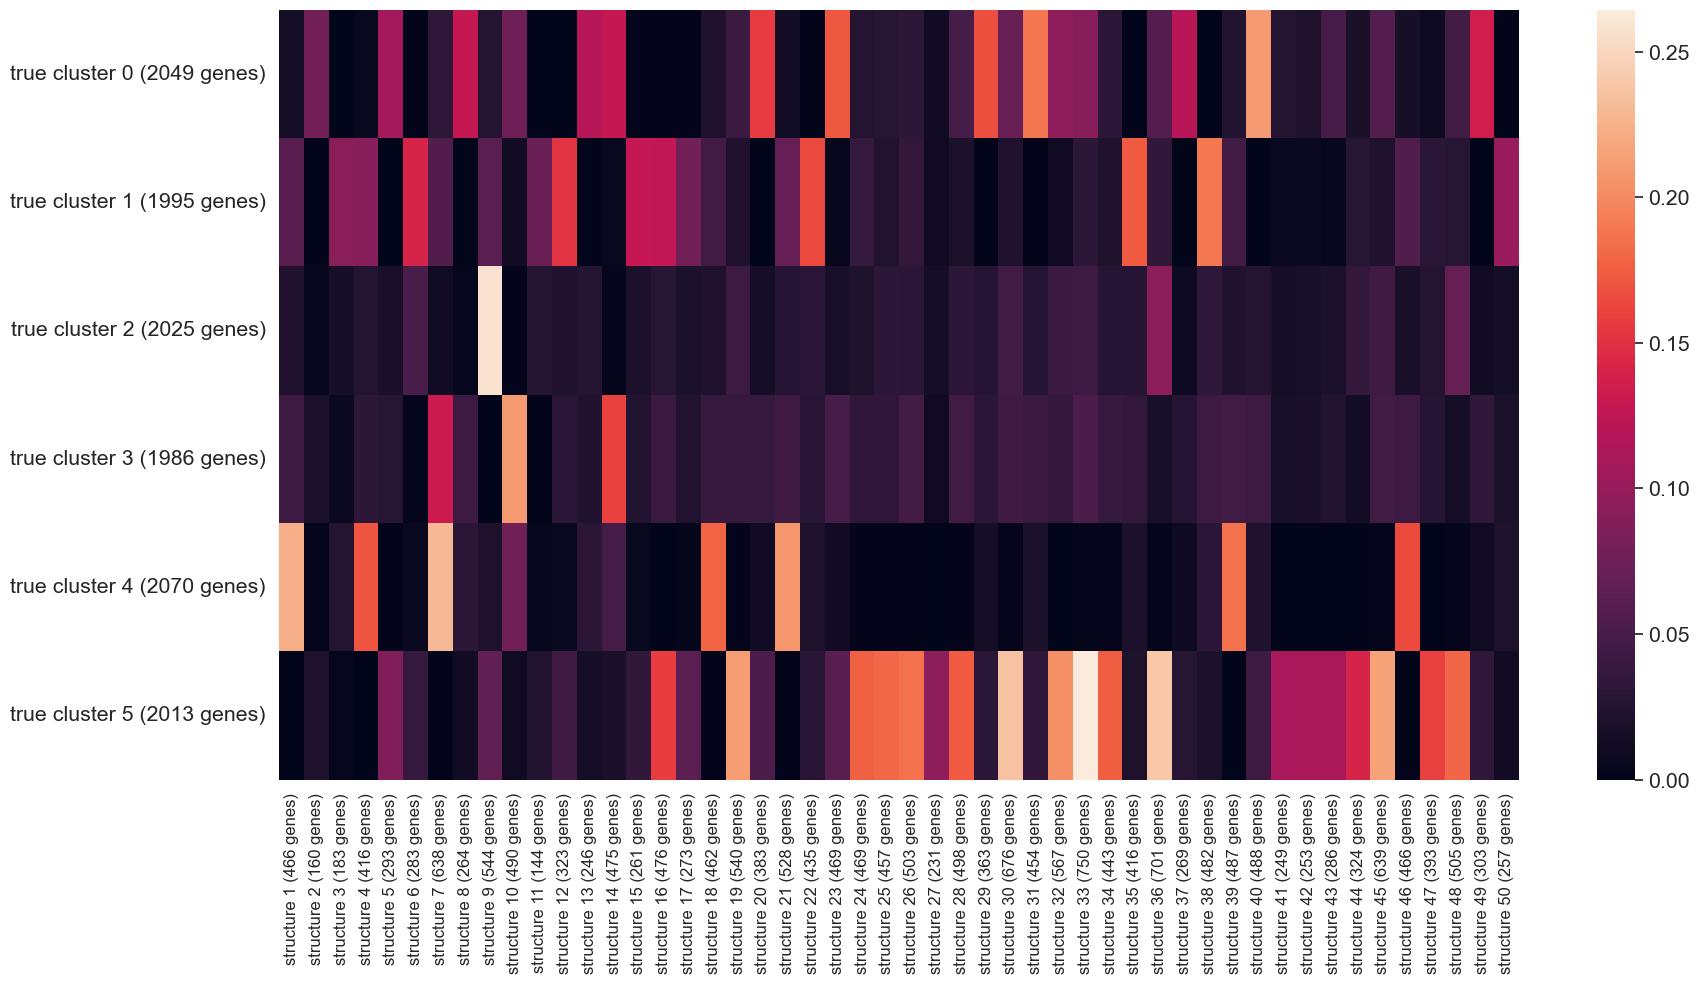 true cluster 0 (2049 genes)
true cluster 1 (1995 genes)
true cluster 2 (2025 genes)
true cluster 3 (1986 genes)
true cluster 4 (2070 genes)
true cluster 5 (2013 genes)
0.25
0.20
0.15
0.10
0.05
0.00
structure 1 (466 genes)
structure 2 (160 genes)
structure 3 (183 genes)
structure 4 (416 genes)
structure 5 (293 genes)
structure 6 (283 genes)
structure 7 (638 genes)
structure 8 (264 genes)
structure 9 (544 genes)
structure 10 (490 genes)
structure 11 (144 genes)
structure 12 (323 genes)
structure 13 (246 genes)
structure 14 (475 genes)
structure 15 (261 genes)
structure 16 (476 genes)
structure 17 (273 genes)
structure 18 (462 genes)
structure 19 (540 genes)
structure 20 (383 genes)
structure 21 (528 genes)
structure 22 (435 genes)
structure 23 (469 genes)
structure 24 (469 genes)
structure 25 (457 genes)
structure 26 (503 genes)
structure 27 (231 genes)
structure 28 (498 genes)
structure 29 (363 genes)
structure 30 (676 genes)
structure 31 (454 genes)
structure 32 (567 genes)
structure 33 (750 genes)
structure 34 (443 genes)
structure 35 (416 genes)
structure 36 (701 genes)
structure 37 (269 genes)
structure 38 (482 genes)
structure 39 (487 genes)
structure 40 (488 genes)
structure 41 (249 genes)
structure 42 (253 genes)
structure 43 (286 genes)
structure 44 (324 genes)
structure 45 (639 genes)
structure 46 (466 genes)
structure 47 (393 genes)
structure 48 (505 genes)
structure 49 (303 genes)
structure 50 (257 genes)